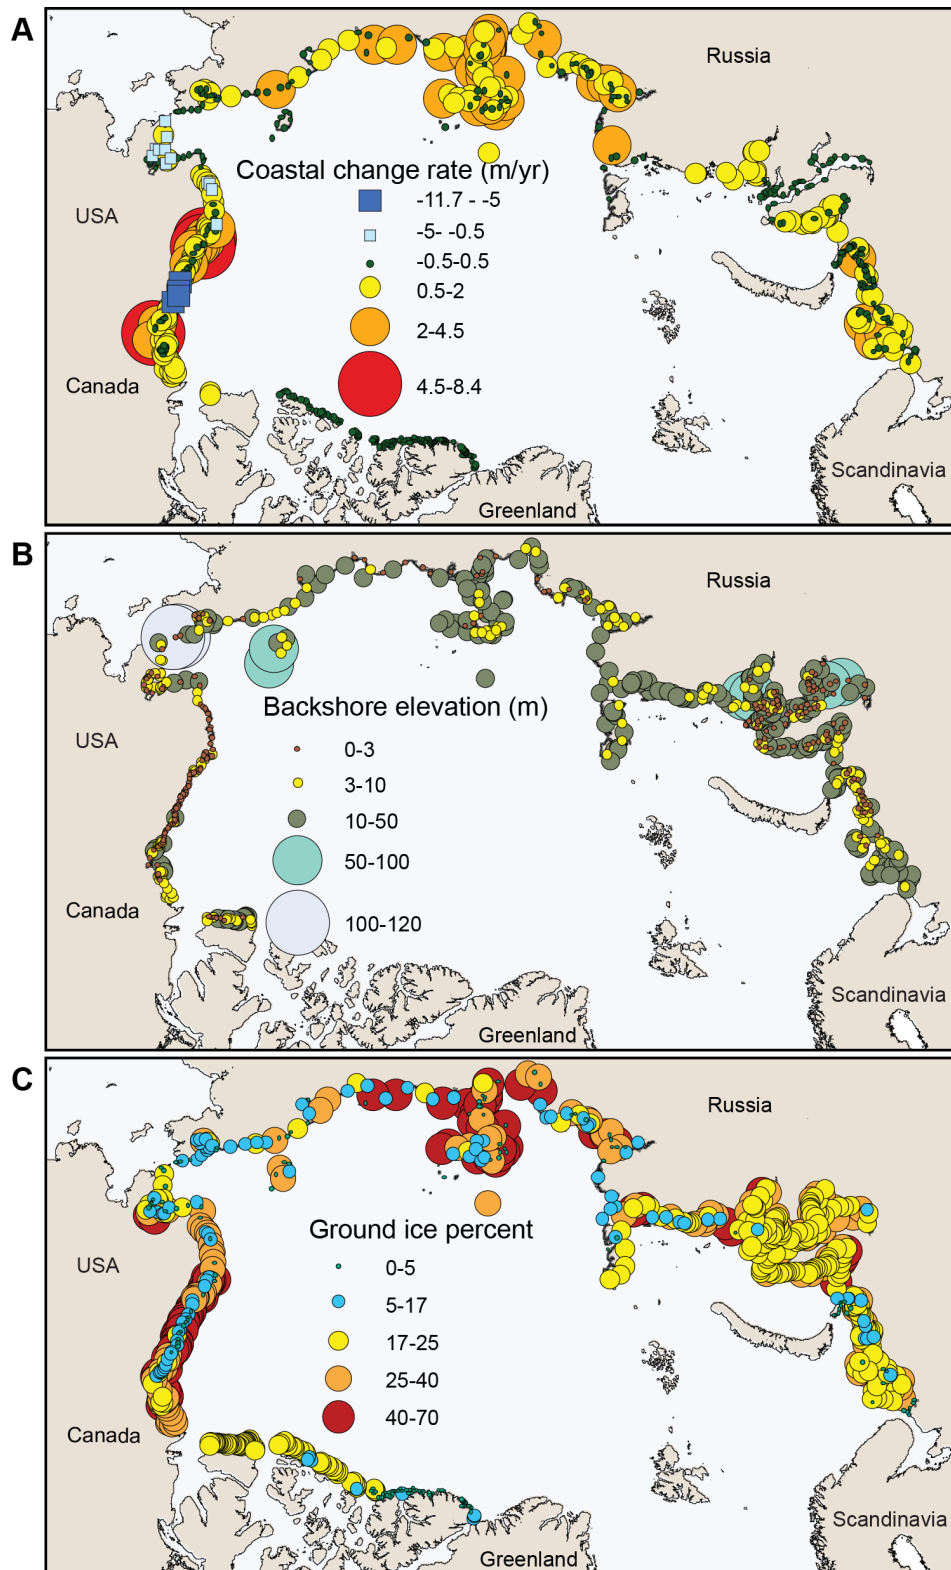 A
Russia
Coastal change rate (m/yr)
-11.7 - -5
USA
-5- -0.5
-0.5-0.5
0.5-2
2-4.5
Canada
4.5-8.4
Scandinavia
Greenland
B
Russia
Backshore elevation (m)
USA
0-3
3-10
10-50
50-100
Canada
100-120
Scandinavia
Greenland
C
Russia
Ground ice percent
USA
0-5
5-17
17-25
25-40
40-70
Canada
Scandinavia
Greenland